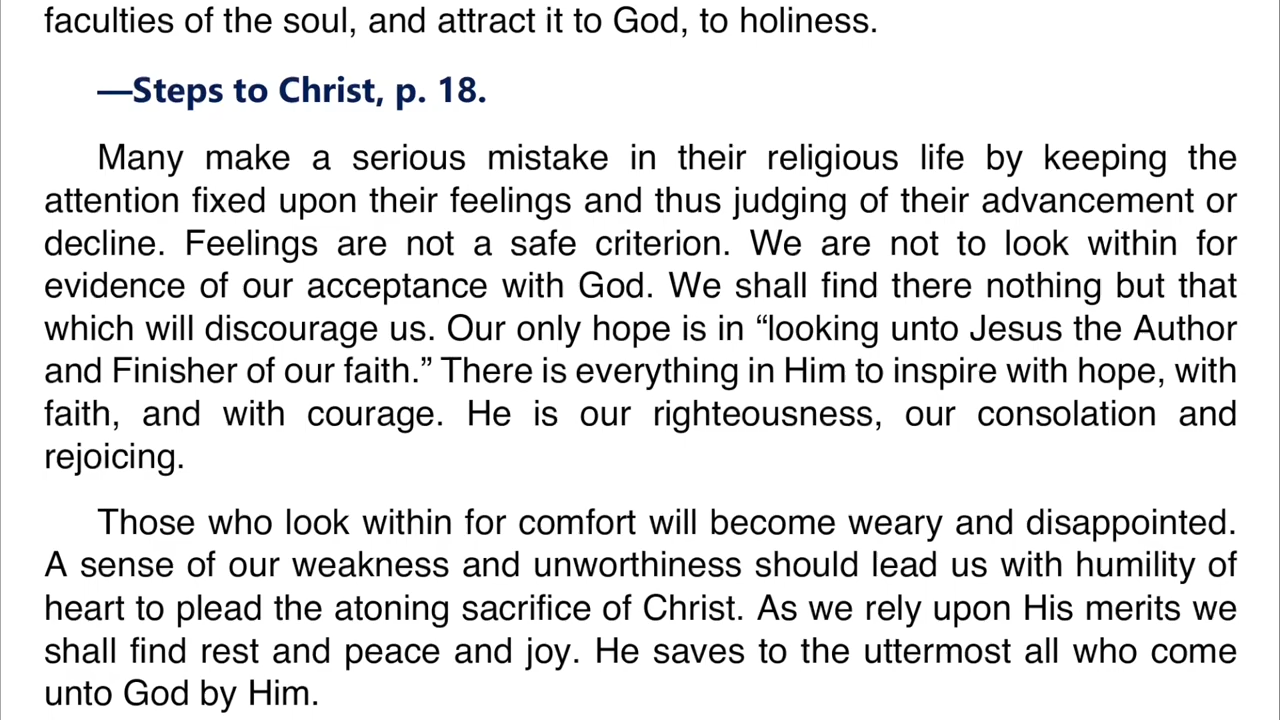 faculties of the soul, and attract it to God, to holiness.
—Steps to Christ, p. 18.
Many make a serious mistake in their religious life by keeping the
attention fixed upon their feelings and thus judging of their advancement or
decline. Feelings are not a safe criterion. We are not to look within for
evidence of our acceptance with God. We shall find there nothing but that
which will discourage us. Our only hope is in “looking unto Jesus the Author
and Finisher of our faith.” There is everything in Him to inspire with hope, with
faith, and with courage. He is our righteousness, our consolation and
rejoicing.
Those who look within for comfort will become weary and disappointed.
A sense of our weakness and unworthiness should lead us with humility of
heart to plead the atoning sacrifice of Christ. As we rely upon His merits we
shall find rest and peace and joy. He saves to the uttermost all who come
unto God by Him.